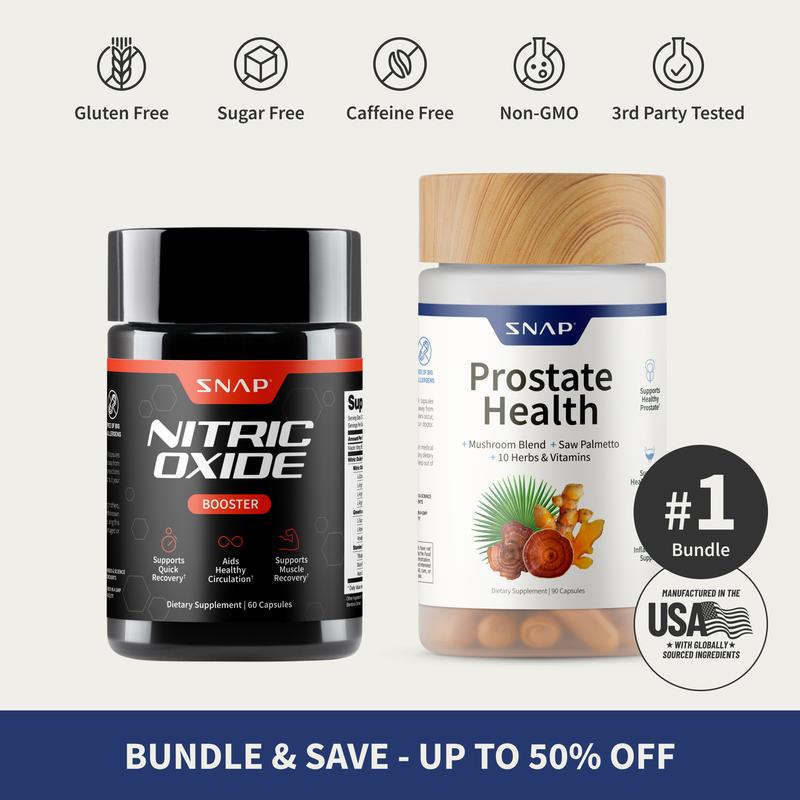 Gluten Free
Sugar Free
Caffeine Free
Non-GMO
3rd Party Tested
SNAP
NITRIC
OXIDE
BOOSTER
Supports
Quick
Recovery†
Aids
Healthy
Circulation†
Supports
Muscle
Recovery†
Dietary Supplement | 60 Capsules
SNAP
Prostate
Health
+ Mushroom Blend + Saw Palmetto
+ 10 Herbs & Vitamins
Supports
Healthy
Prostate†
Dietary Supplement | 90 Capsules
#1
Bundle
MANUFACTURED IN THE
USA
★ WITH GLOBALLY ★
SOURCED INGREDIENTS
BUNDLE & SAVE - UP TO 50% OFF